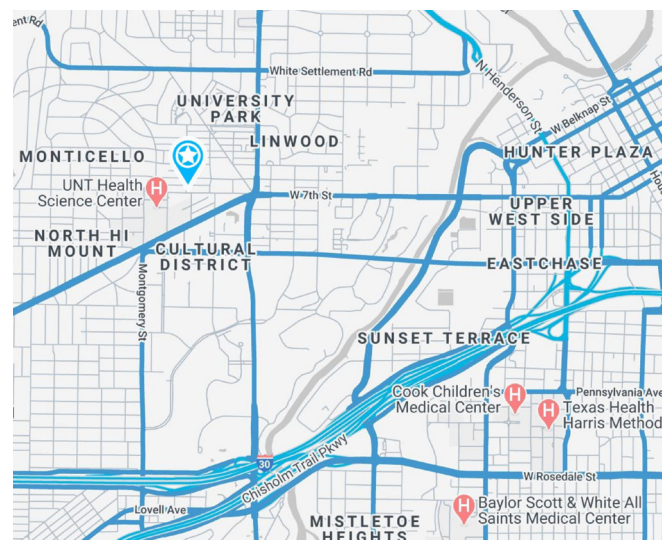 ent Rd
White Settlement Rd
N Henderson St
W Belknap St
UNIVERSITY
PARK
LINWOOD
MONTICELLO
HUNTER PLAZA
UNT Health
Science Center
H
W 7th St
UPPER
WEST SIDE
NORTH HI
MOUNT
CULTURAL
DISTRICT
EASTCHASE
Montgomery St
SUNSET TERRACE
Cook Children's
Medical Center
H
Pennsylvania Ave
H
Texas Health
Harris Method
30
Chisholm Trail Pkwy
W Rosedale St
Lovell Ave
H
Baylor Scott & White All
Saints Medical Center
MISTLETOE
HEIGHTS